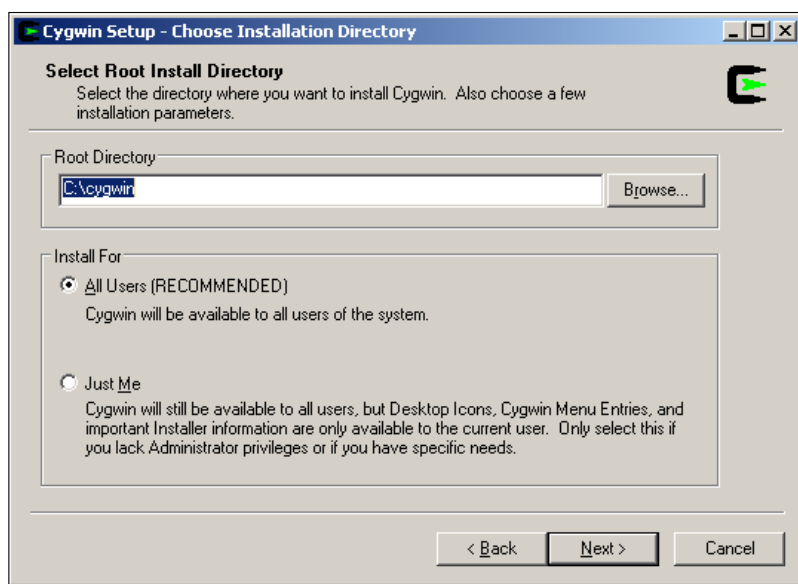 Cygwin Setup - Choose Installation Directory
Select Root Install Directory
Select the directory where you want to install Cygwin. Also choose a few
installation parameters.
Root Directory
C:\cygwin
Browse...
Install For
All Users (RECOMMENDED)
Cygwin will be available to all users of the system.
Just Me
Cygwin will still be available to all users, but Desktop Icons, Cygwin Menu Entries, and
important Installer information are only available to the current user. Only select this if
you lack Administrator privileges or if you have specific needs.
< Back
Next >
Cancel